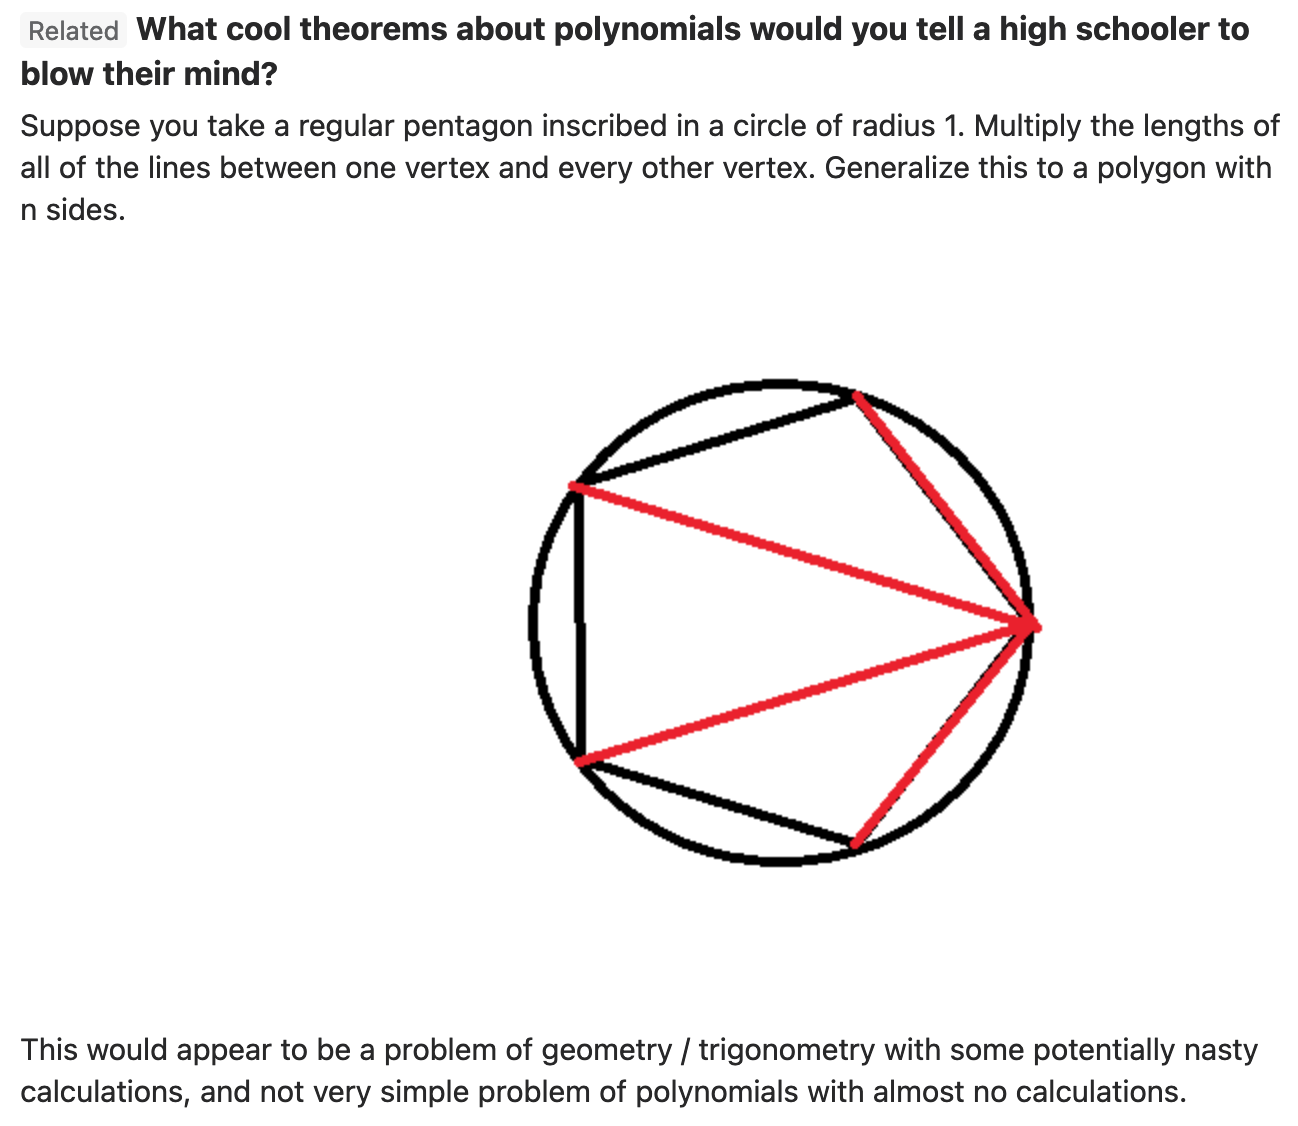 Related What cool theorems about polynomials would you tell a high schooler to
blow their mind?
Suppose you take a regular pentagon inscribed in a circle of radius 1. Multiply the lengths of
all of the lines between one vertex and every other vertex. Generalize this to a polygon with
n sides.
This would appear to be a problem of geometry / trigonometry with some potentially nasty
calculations, and not very simple problem of polynomials with almost no calculations.